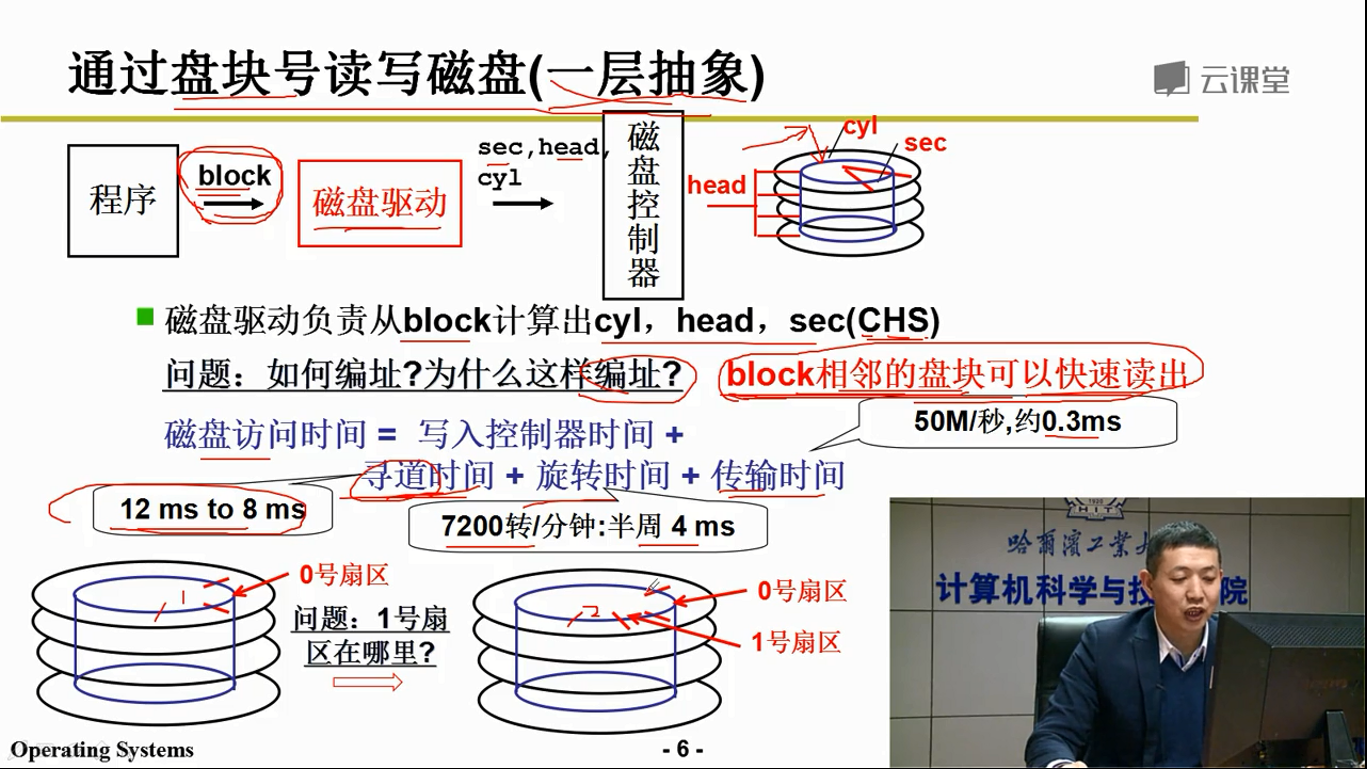 通过盘块号读写磁盘(一层抽象)
云课堂
程序
block
磁盘驱动
sec,head,
cyl
磁盘控制器
head
cyl
sec
磁盘驱动负责从block计算出cyl，head，sec(CHS)
问题：如何编址?为什么这样编址?
block相邻的盘块可以快速读出
磁盘访问时间 = 写入控制器时间 +
寻道时间 + 旋转时间 + 传输时间
50M/秒,约0.3ms
12 ms to 8 ms
7200转/分钟:半周 4 ms
0号扇区
问题：1号扇
区在哪里?
1
2
0号扇区
1号扇区
1920
HIT
哈爾濱工業大
计算机科学与技 院
Operating Systems
- 6 -